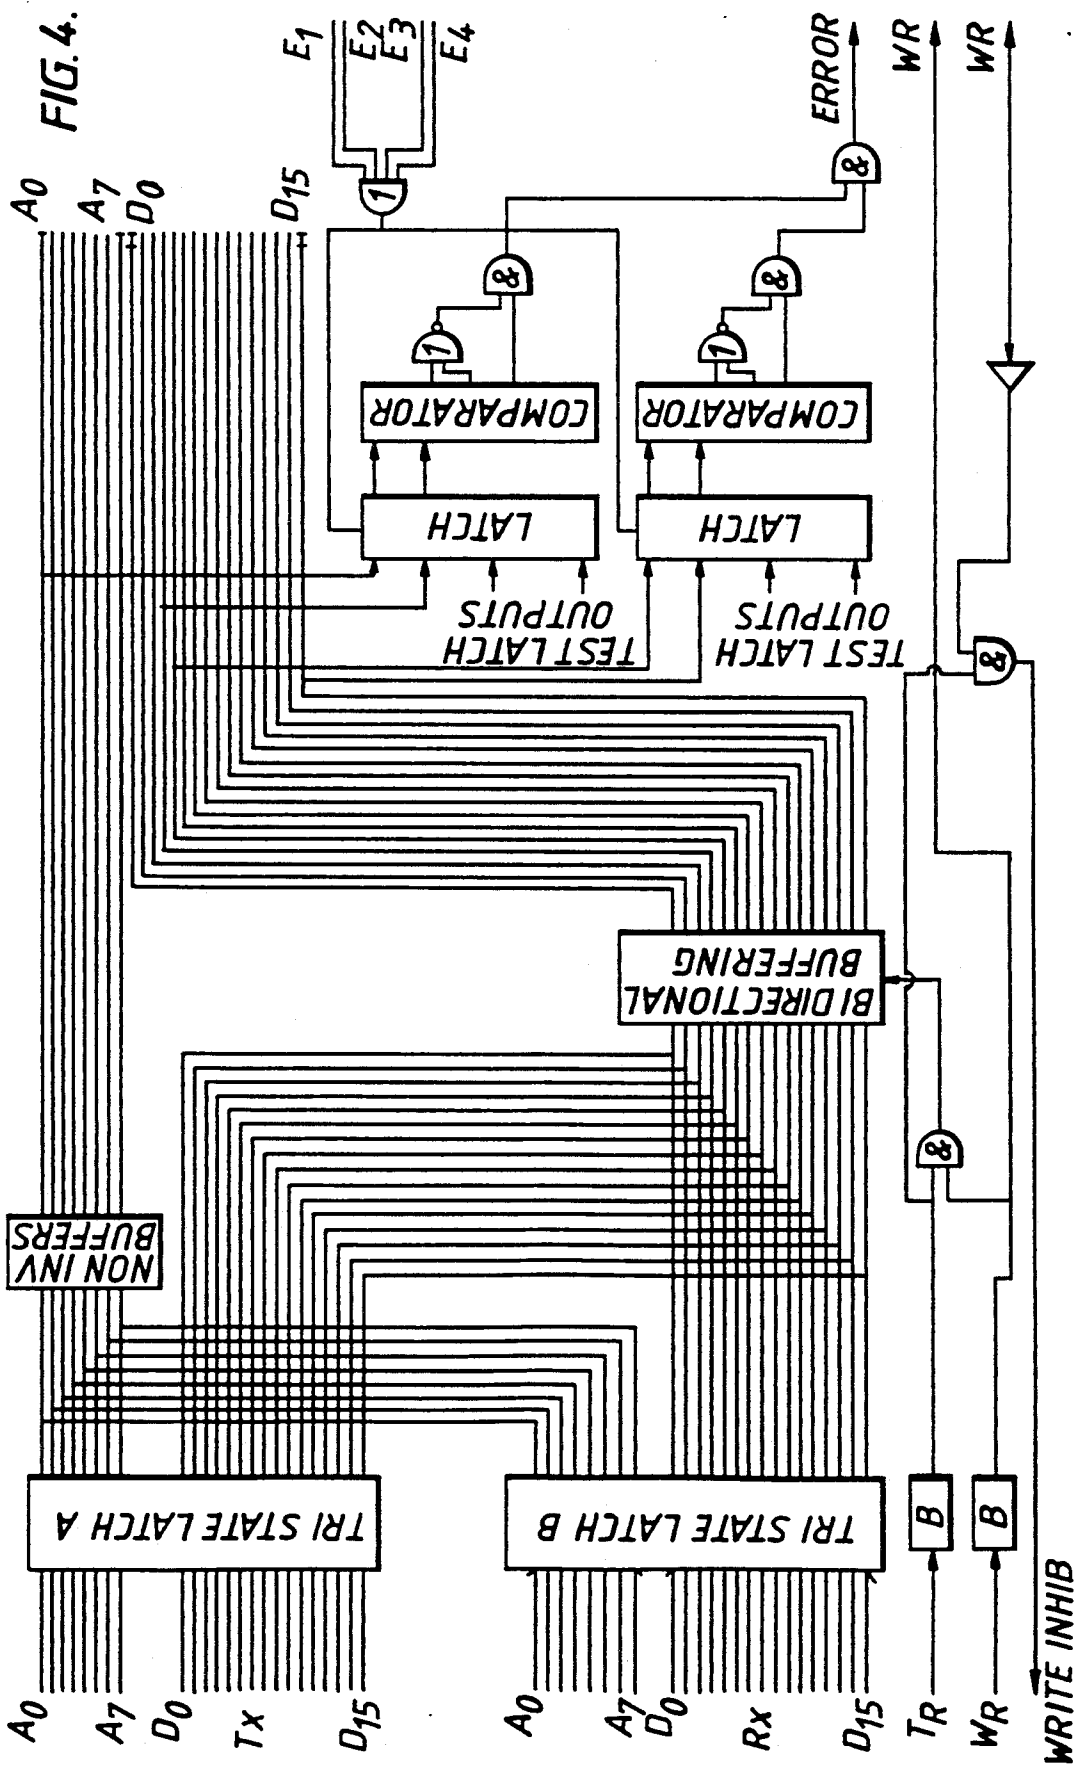 FIG. 4.
E1
E2
E3
E4
A0
A7
D0
D15
1
ERROR
WR
WR
&
&
&
1
1
COMPARATOR
COMPARATOR
LATCH
LATCH
TEST LATCH
OUTPUTS
TEST LATCH
OUTPUTS
&
BI DIRECTIONAL
BUFFERING
&
NON INV
BUFFERS
TRI STATE LATCH A
TRI STATE LATCH B
B
B
A0
A7
D0
Tx
D15
A0
A7
D0
Rx
D15
TR
WR
WRITE INHIB